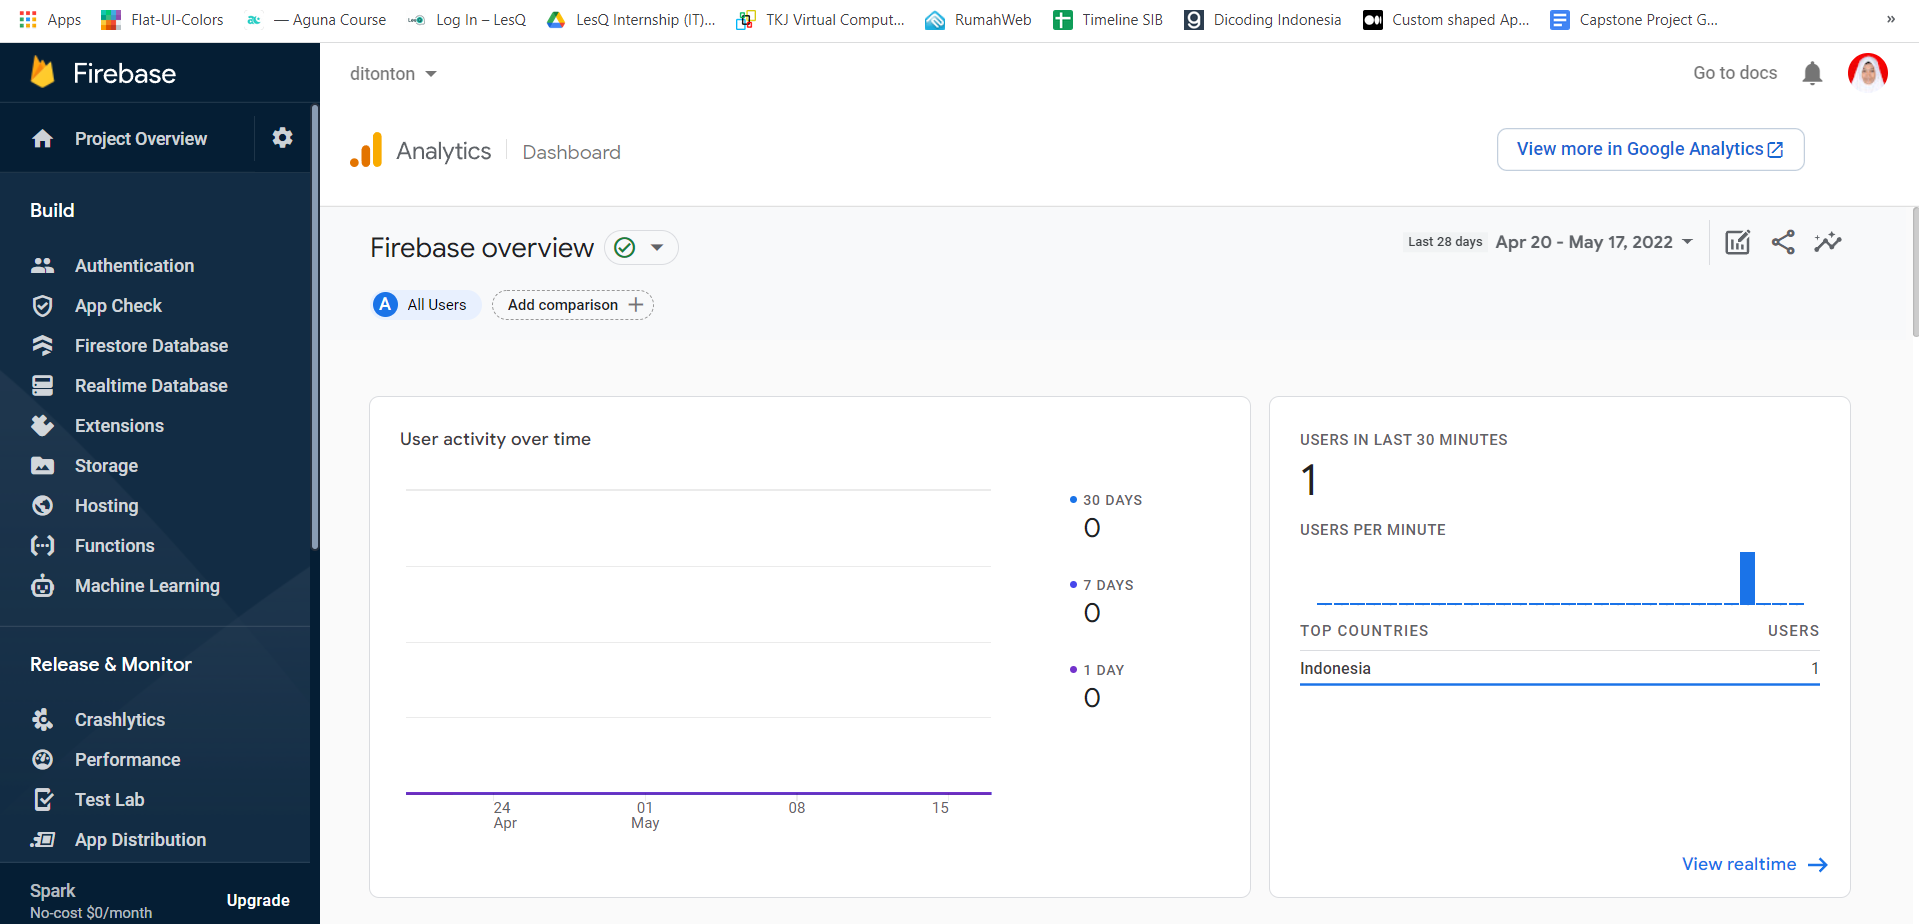 Apps
Flat-UI-Colors
ac — Aguna Course
Log In – LesQ
LesQ Internship (IT)...
TKJ Virtual Comput...
RumahWeb
Timeline SIB
Dicoding Indonesia
Custom shaped Ap...
Capstone Project G...
»
Firebase
Project Overview
Build
Authentication
App Check
Firestore Database
Realtime Database
Extensions
Storage
Hosting
Functions
Machine Learning
Release & Monitor
Crashlytics
Performance
Test Lab
App Distribution
Spark
No-cost $0/month
Upgrade
ditonton
Go to docs
Analytics
Dashboard
View more in Google Analytics
Firebase overview
Last 28 days
Apr 20 - May 17, 2022
A All Users
Add comparison
User activity over time
30 DAYS
0
7 DAYS
0
1 DAY
0
24
Apr
01
May
08
15
USERS IN LAST 30 MINUTES
1
USERS PER MINUTE
TOP COUNTRIES USERS
Indonesia 1
View realtime